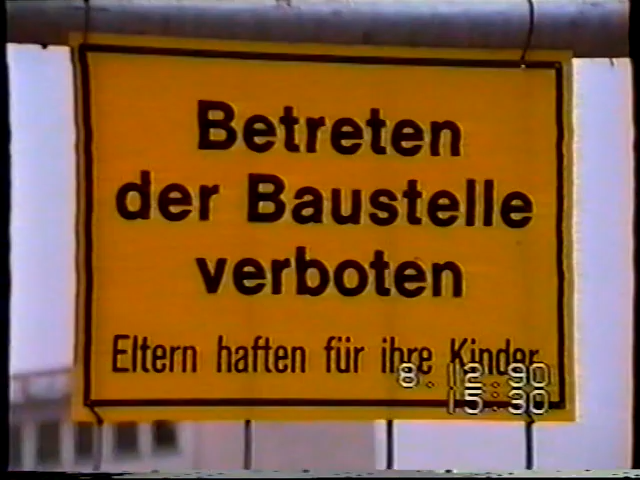 Betreten
der Baustelle
verboten
Eltern haften für ihre Kinder
8. 12. 90
15:30